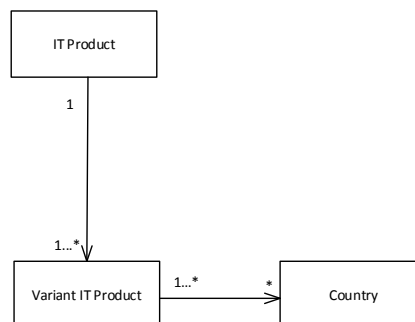 IT Product
1
1...*
1...*
*
Variant IT Product
Country